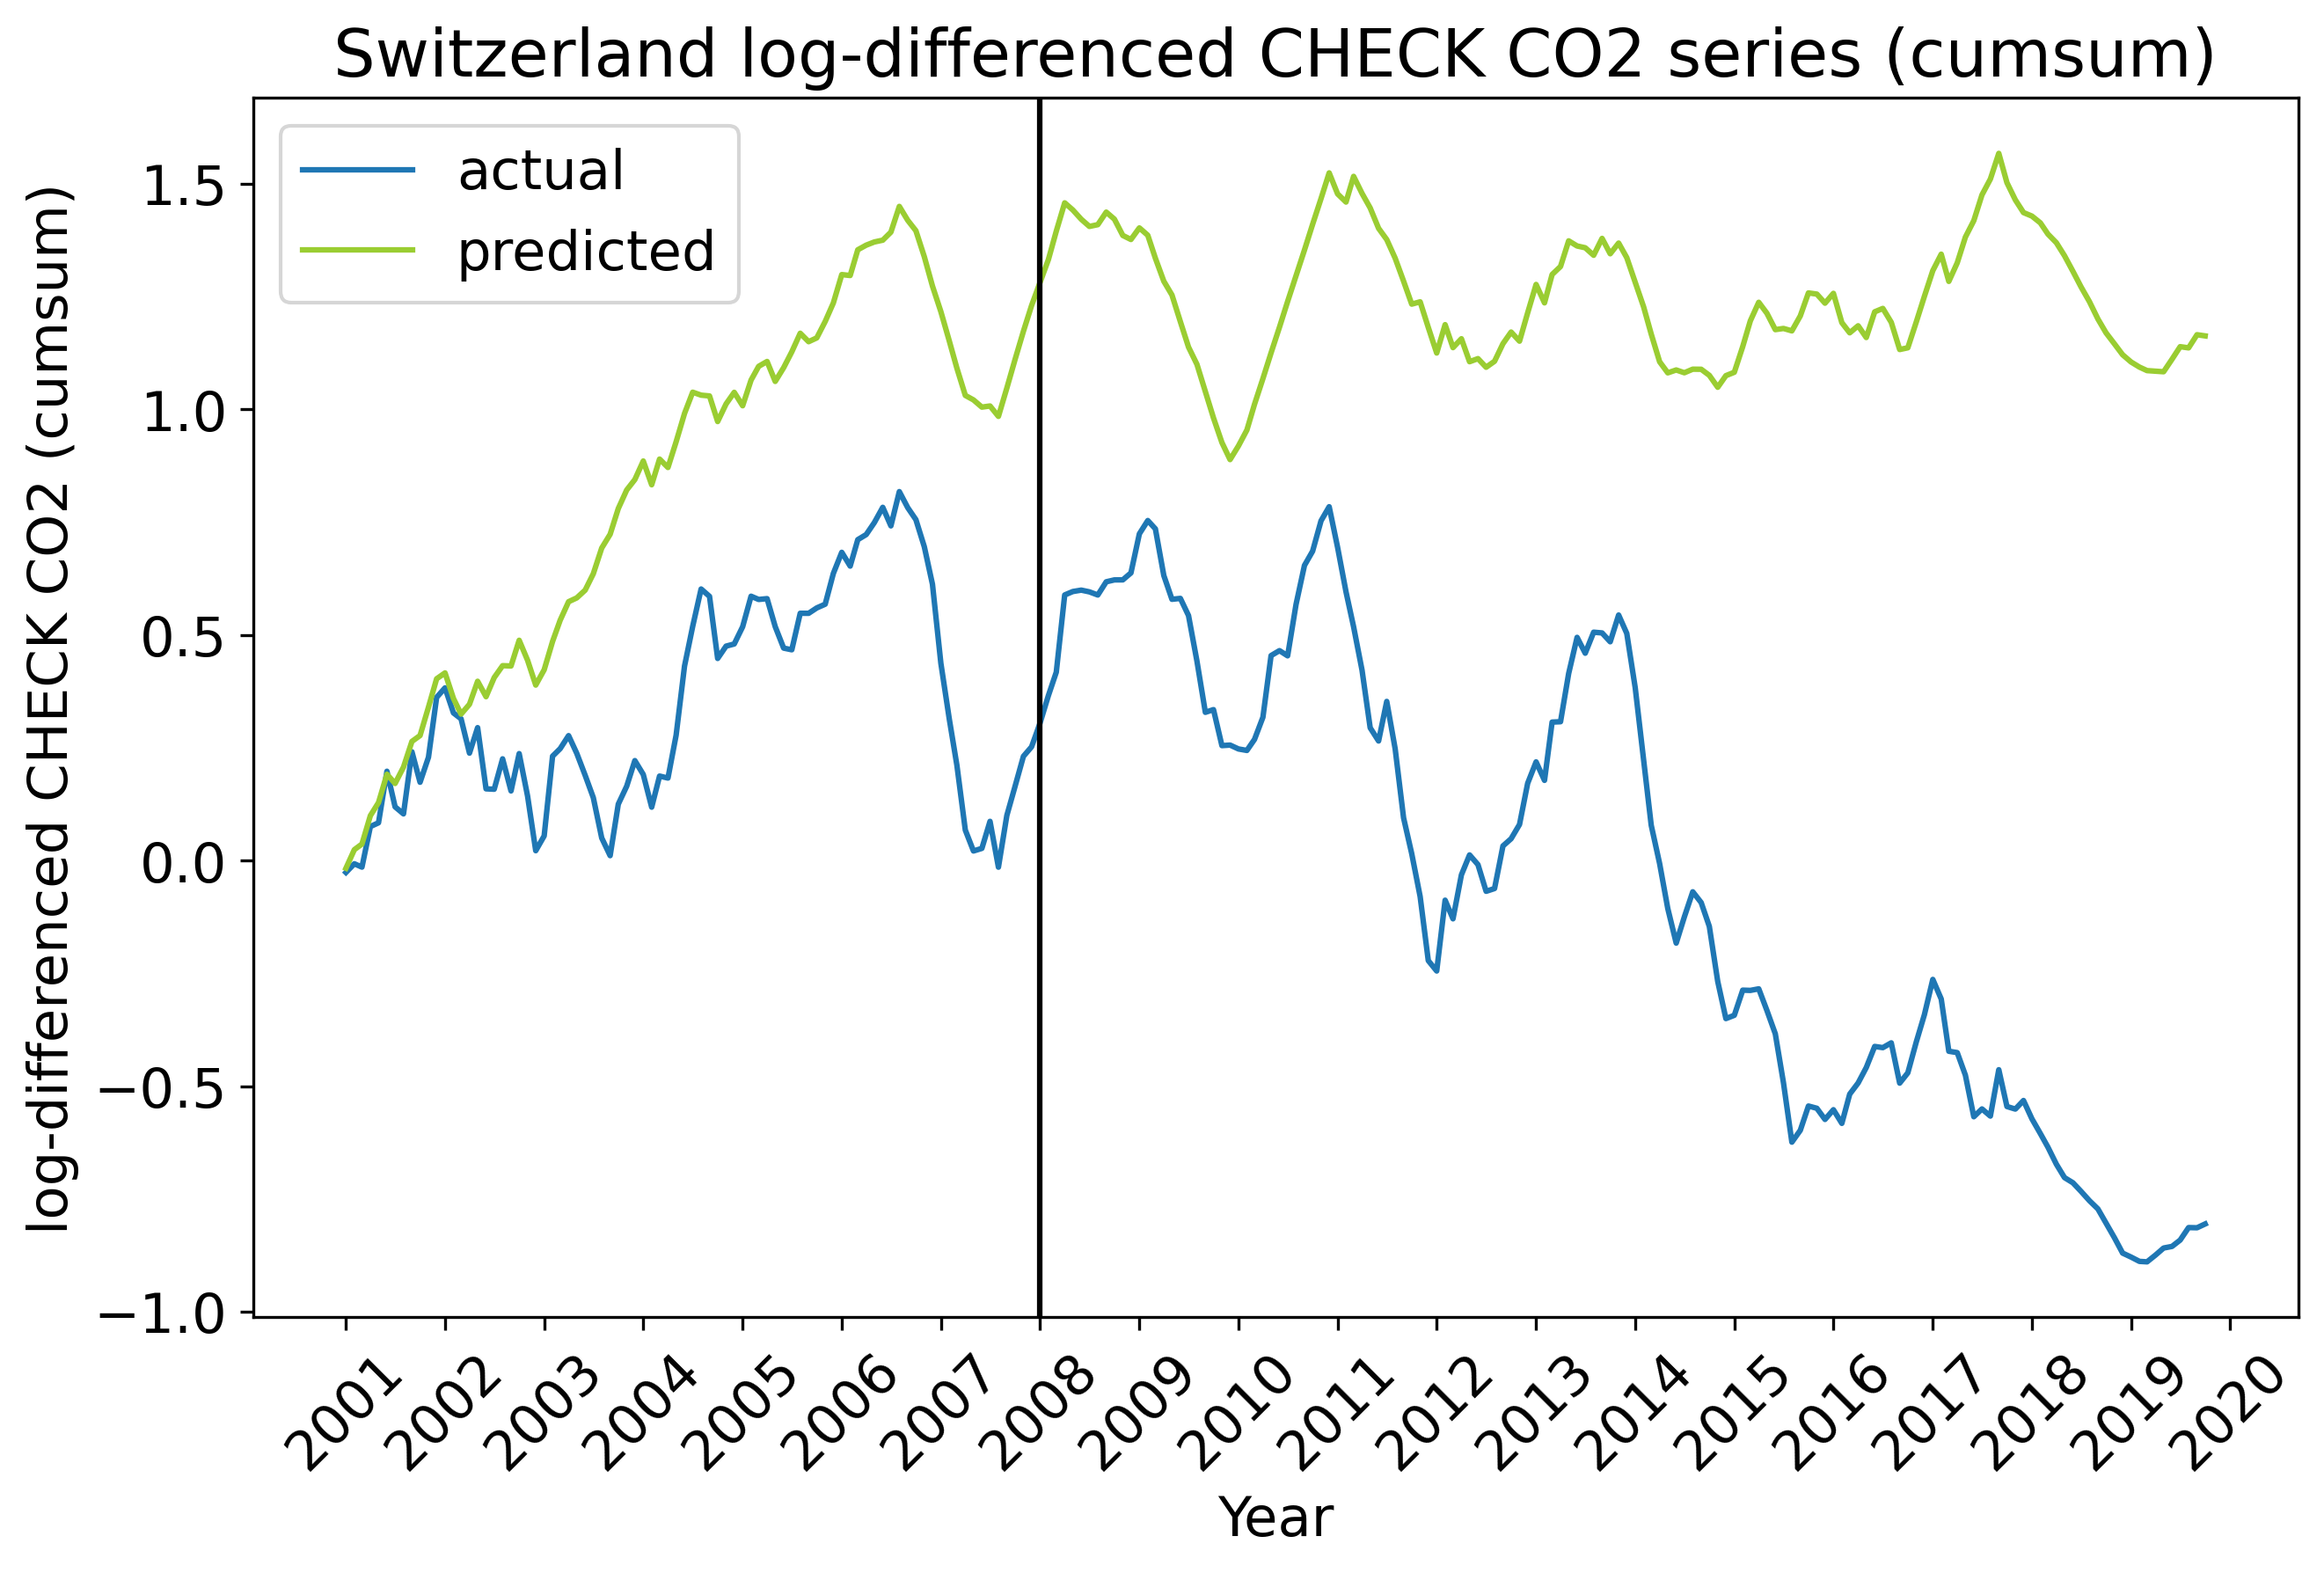 Switzerland log-differenced CHECK CO2 series (cumsum)
actual
predicted
log-differenced CHECK CO2 (cumsum)
1.5
1.0
0.5
0.0
−0.5
−1.0
2001 2002 2003 2004 2005 2006 2007 2008 2009 2010 2011 2012 2013 2014 2015 2016 2017 2018 2019 2020
Year